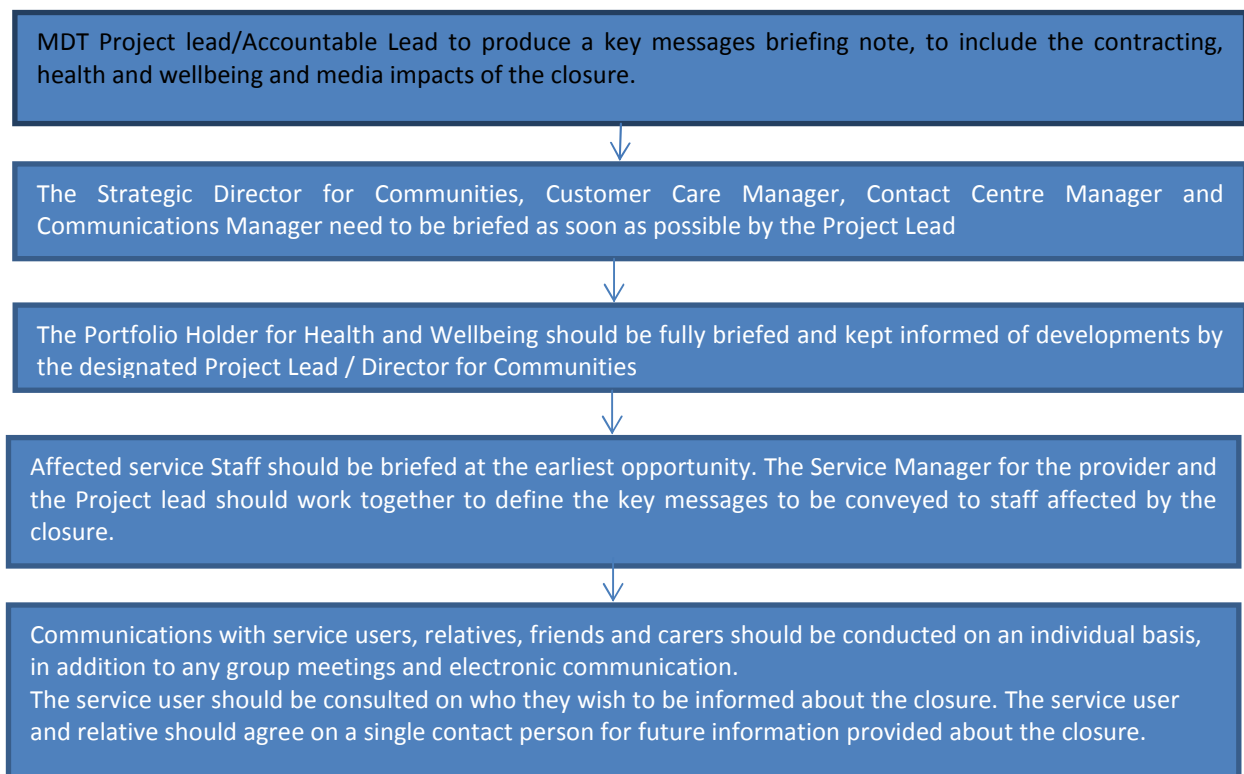 MDT Project lead/Accountable Lead to produce a key messages briefing note, to include the contracting,
health and wellbeing and media impacts of the closure.
The Strategic Director for Communities, Customer Care Manager, Contact Centre Manager and
Communications Manager need to be briefed as soon as possible by the Project Lead
The Portfolio Holder for Health and Wellbeing should be fully briefed and kept informed of developments by
the designated Project Lead / Director for Communities
Affected service Staff should be briefed at the earliest opportunity. The Service Manager for the provider and
the Project lead should work together to define the key messages to be conveyed to staff affected by the
closure.
Communications with service users, relatives, friends and carers should be conducted on an individual basis,
in addition to any group meetings and electronic communication.
The service user should be consulted on who they wish to be informed about the closure. The service user
and relative should agree on a single contact person for future information provided about the closure.